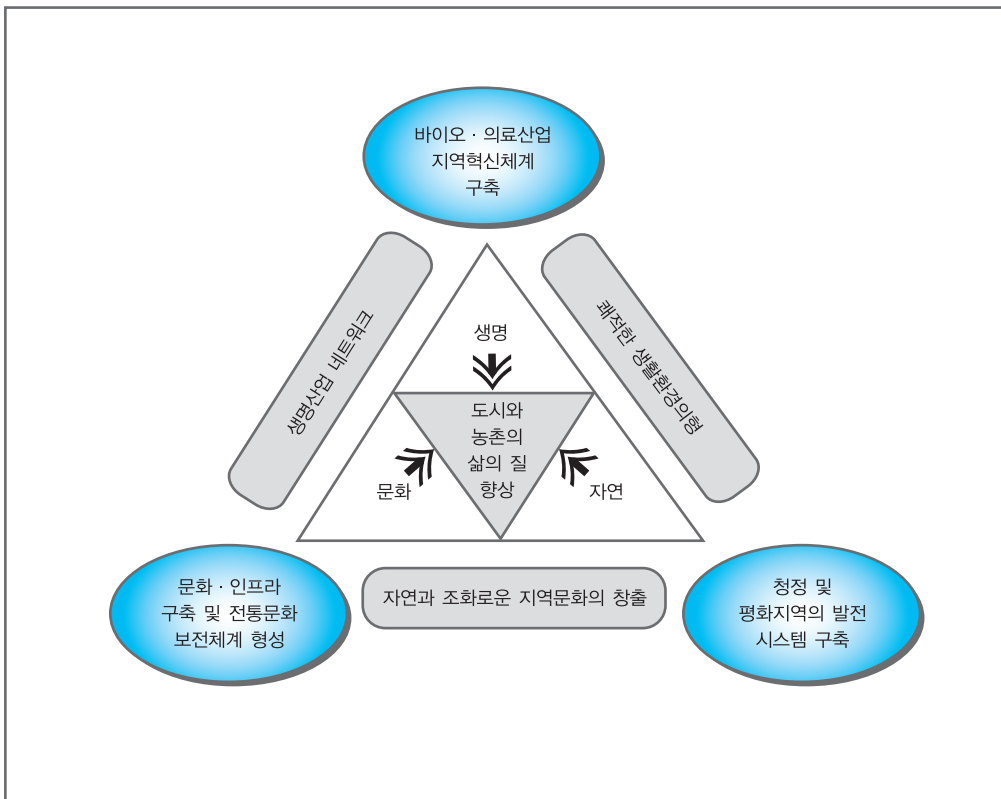 바이오 · 의료산업
지역혁신체계
구축
생명산업 네트워크
쾌적한 생활환경의형
생명
도시와
농촌의
삶의 질
향상
문화
자연
문화 · 인프라
구축 및 전통문화
보전체계 형성
자연과 조화로운 지역문화의 창출
청정 및
평화지역의 발전
시스템 구축